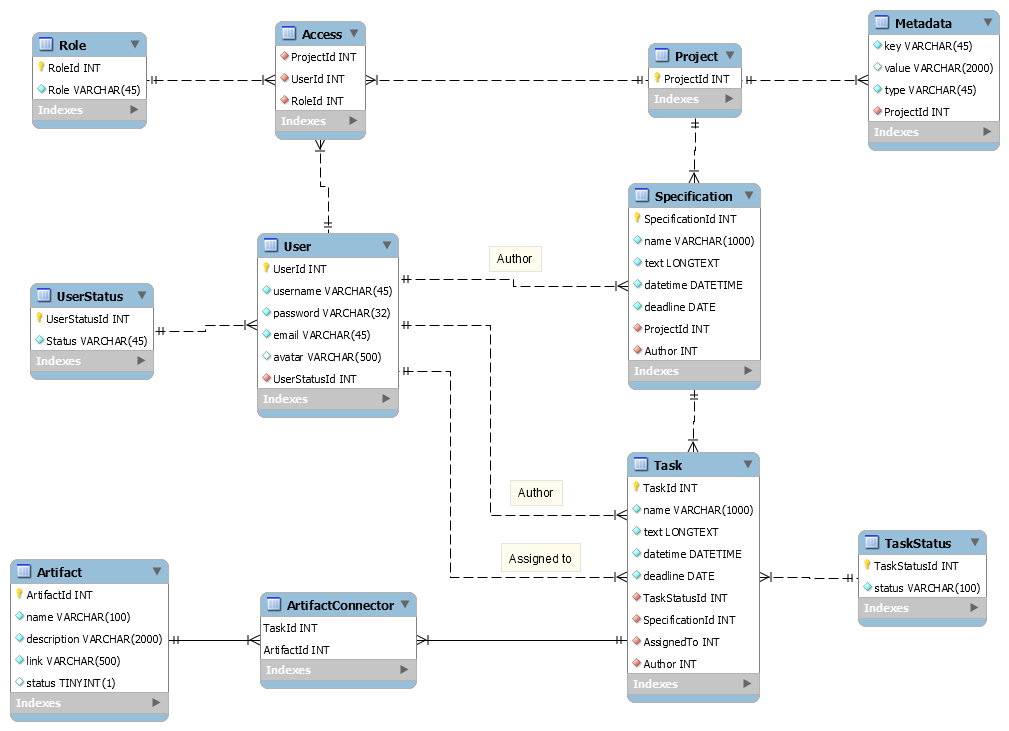 Role
RoleId INT
Role VARCHAR(45)
Indexes
Access
ProjectId INT
UserId INT
RoleId INT
Indexes
Project
ProjectId INT
Indexes
Metadata
key VARCHAR(45)
value VARCHAR(2000)
type VARCHAR(45)
ProjectId INT
Indexes
Specification
SpecificationId INT
name VARCHAR(1000)
text LONGTEXT
datetime DATETIME
deadline DATE
ProjectId INT
Author INT
Indexes
User
UserId INT
username VARCHAR(45)
password VARCHAR(32)
email VARCHAR(45)
avatar VARCHAR(500)
UserStatusId INT
Indexes
Author
UserStatus
UserStatusId INT
Status VARCHAR(45)
Indexes
Author
Assigned to
Task
TaskId INT
name VARCHAR(1000)
text LONGTEXT
datetime DATETIME
deadline DATE
TaskStatusId INT
SpecificationId INT
AssignedTo INT
Author INT
Indexes
TaskStatus
TaskStatusId INT
status VARCHAR(100)
Indexes
Artifact
ArtifactId INT
name VARCHAR(100)
description VARCHAR(2000)
link VARCHAR(500)
status TINYINT(1)
Indexes
ArtifactConnector
TaskId INT
ArtifactId INT
Indexes